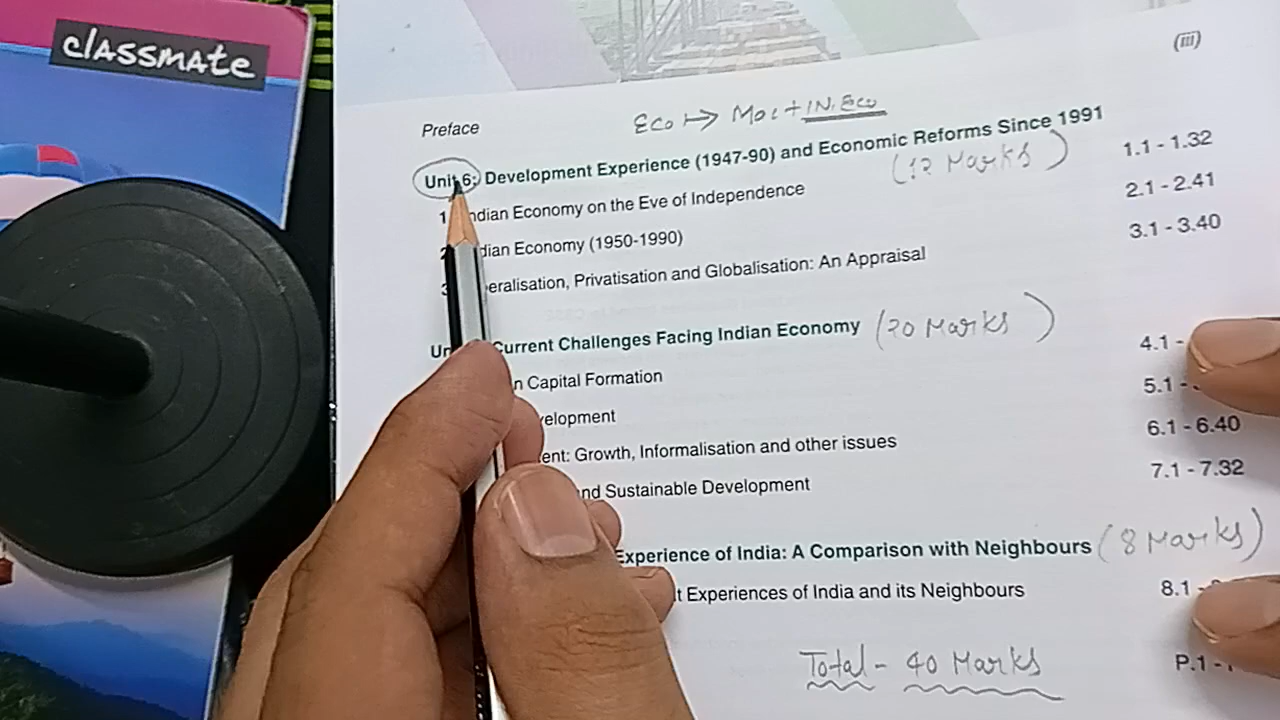 classmate
(iii)
Preface
Eco → Mac + IN. Eco
Unit 6: Development Experience (1947-90) and Economic Reforms Since 1991
(12 Marks)
1. Indian Economy on the Eve of Independence 1.1 - 1.32
dian Economy (1950-1990) 2.1 - 2.41
eralisation, Privatisation and Globalisation: An Appraisal 3.1 - 3.40
Current Challenges Facing Indian Economy (20 Marks)
Capital Formation 4.1 -
elopment 5.1 -
ent: Growth, Informalisation and other issues 6.1 - 6.40
nd Sustainable Development 7.1 - 7.32
Experience of India: A Comparison with Neighbours (8 Marks)
t Experiences of India and its Neighbours 8.1 -
Total - 40 Marks
P.1 -